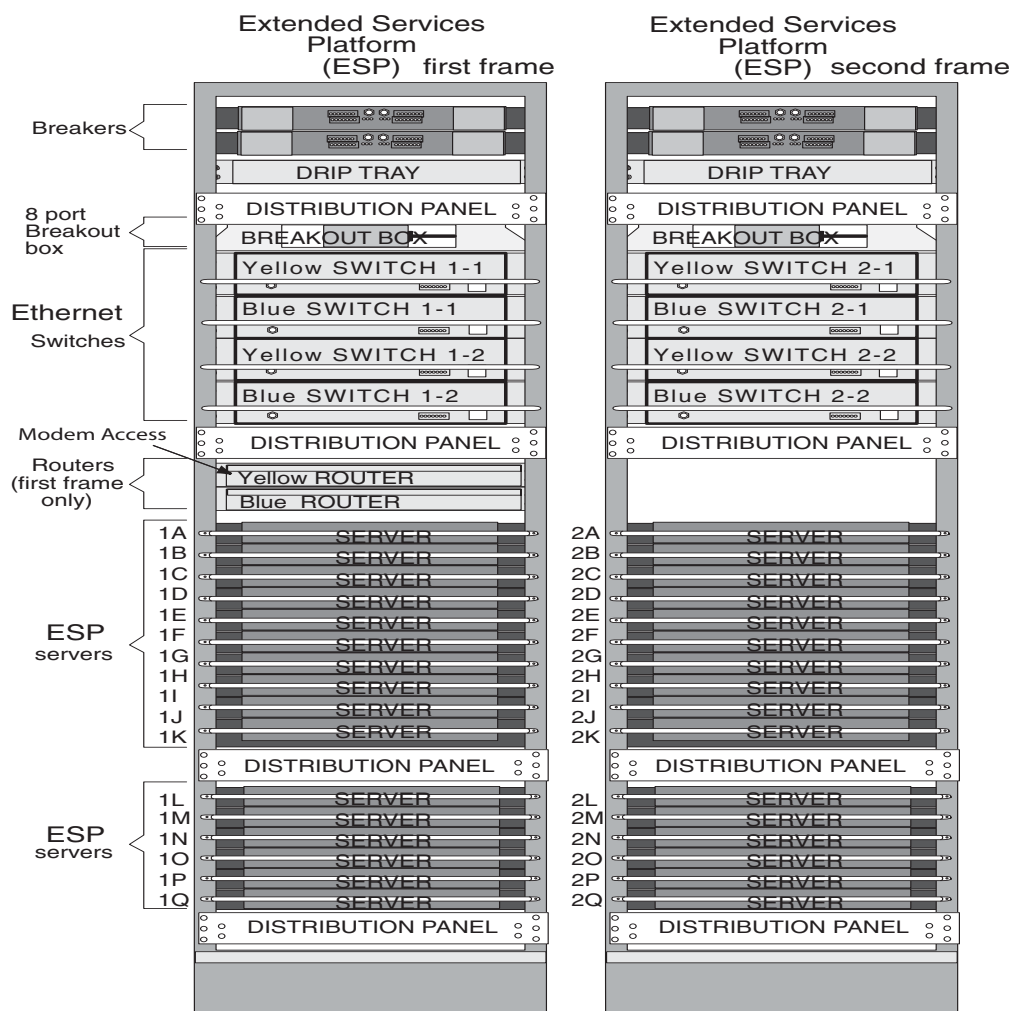 Extended Services
Platform
(ESP) first frame
Extended Services
Platform
(ESP) second frame
Breakers
DRIP TRAY
DRIP TRAY
DISTRIBUTION PANEL
DISTRIBUTION PANEL
8 port
Breakout
box
BREAKOUT BOX
BREAKOUT BOX
Ethernet
Switches
Yellow SWITCH 1-1
Blue SWITCH 1-1
Yellow SWITCH 1-2
Blue SWITCH 1-2
Yellow SWITCH 2-1
Blue SWITCH 2-1
Yellow SWITCH 2-2
Blue SWITCH 2-2
Modem Access
DISTRIBUTION PANEL
DISTRIBUTION PANEL
Routers
(first frame
only)
Yellow ROUTER
Blue ROUTER
ESP
servers
1A SERVER
1B SERVER
1C SERVER
1D SERVER
1E SERVER
1F SERVER
1G SERVER
1H SERVER
1I SERVER
1J SERVER
1K SERVER
2A SERVER
2B SERVER
2C SERVER
2D SERVER
2E SERVER
2F SERVER
2G SERVER
2H SERVER
2I SERVER
2J SERVER
2K SERVER
DISTRIBUTION PANEL
DISTRIBUTION PANEL
ESP
servers
1L SERVER
1M SERVER
1N SERVER
1O SERVER
1P SERVER
1Q SERVER
2L SERVER
2M SERVER
2N SERVER
2O SERVER
2P SERVER
2Q SERVER
DISTRIBUTION PANEL
DISTRIBUTION PANEL